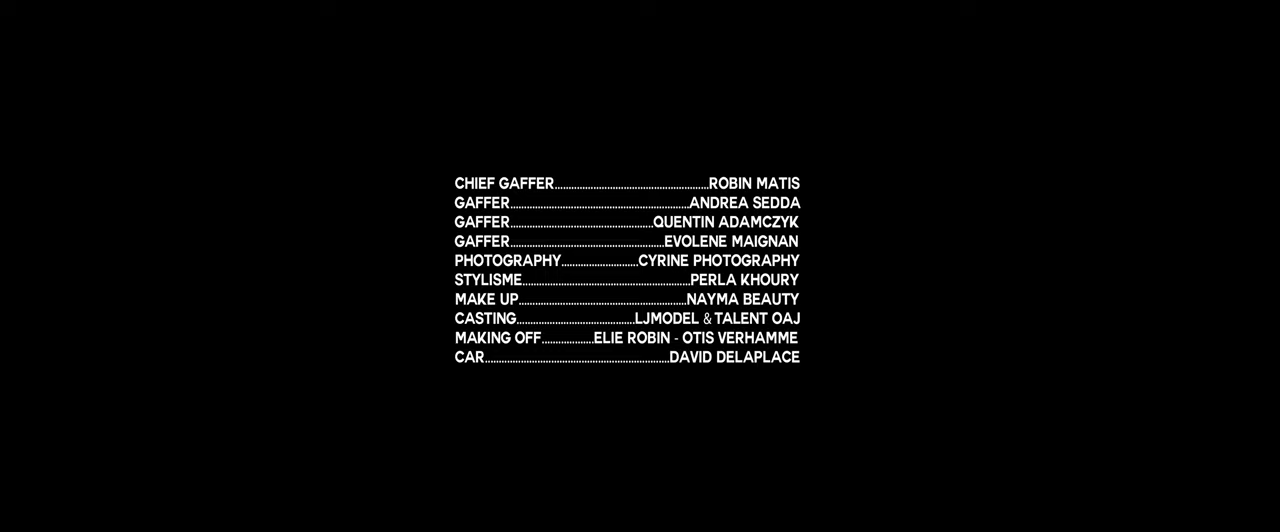 CHIEF GAFFER........................................................ROBIN MATIS
GAFFER.................................................................ANDREA SEDDA
GAFFER....................................................QUENTIN ADAMCZYK
GAFFER........................................................EVOLENE MAIGNAN
PHOTOGRAPHY............................CYRINE PHOTOGRAPHY
STYLISME.............................................................PERLA KHOURY
MAKE UP.............................................................NAYMA BEAUTY
CASTING...........................................LJMODEL & TALENT OAJ
MAKING OFF...................ELIE ROBIN - OTIS VERHAMME
CAR...................................................................DAVID DELAPLACE